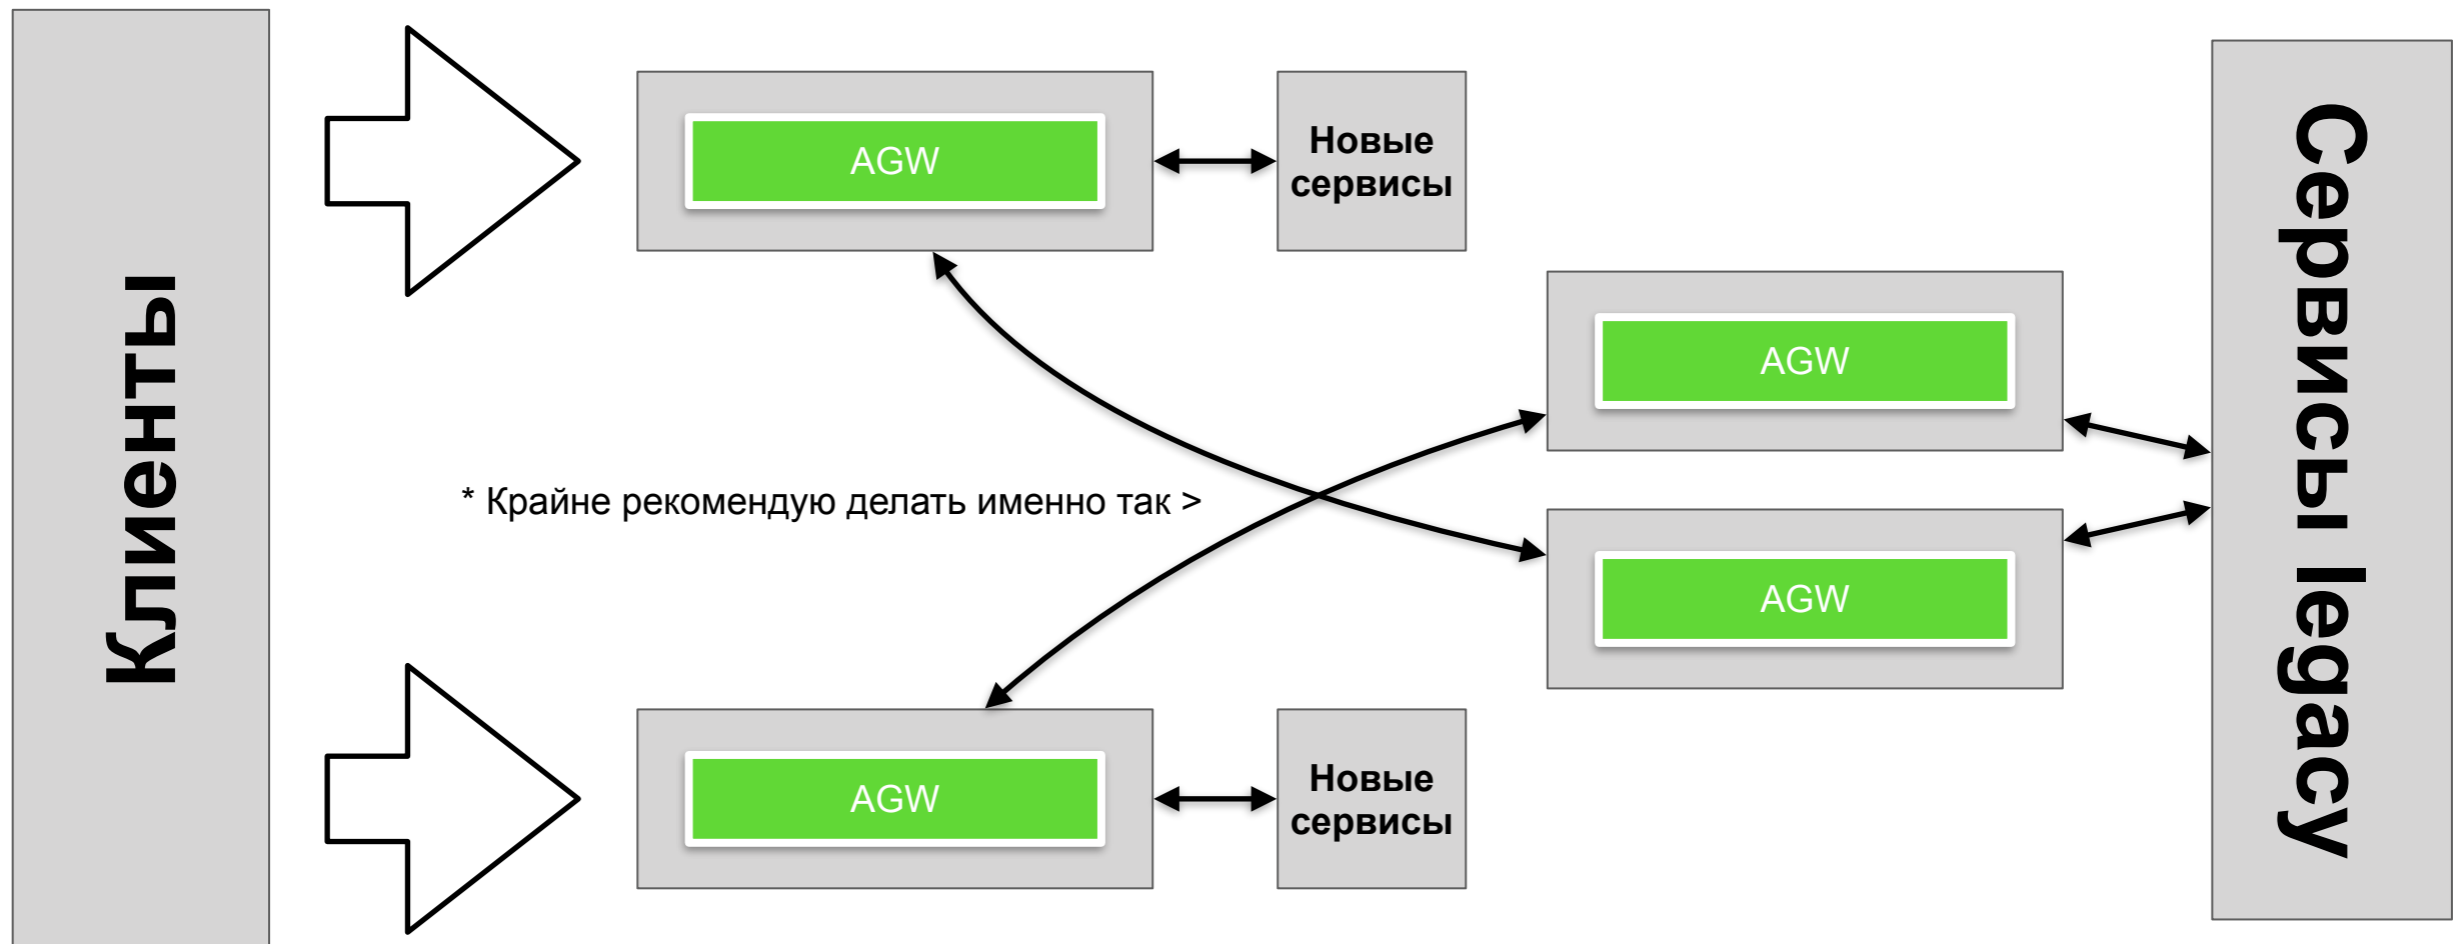 Клиенты
AGW
Новые
сервисы
AGW
* Крайне рекомендую делать именно так >
AGW
AGW
Новые
сервисы
Сервисы legacy